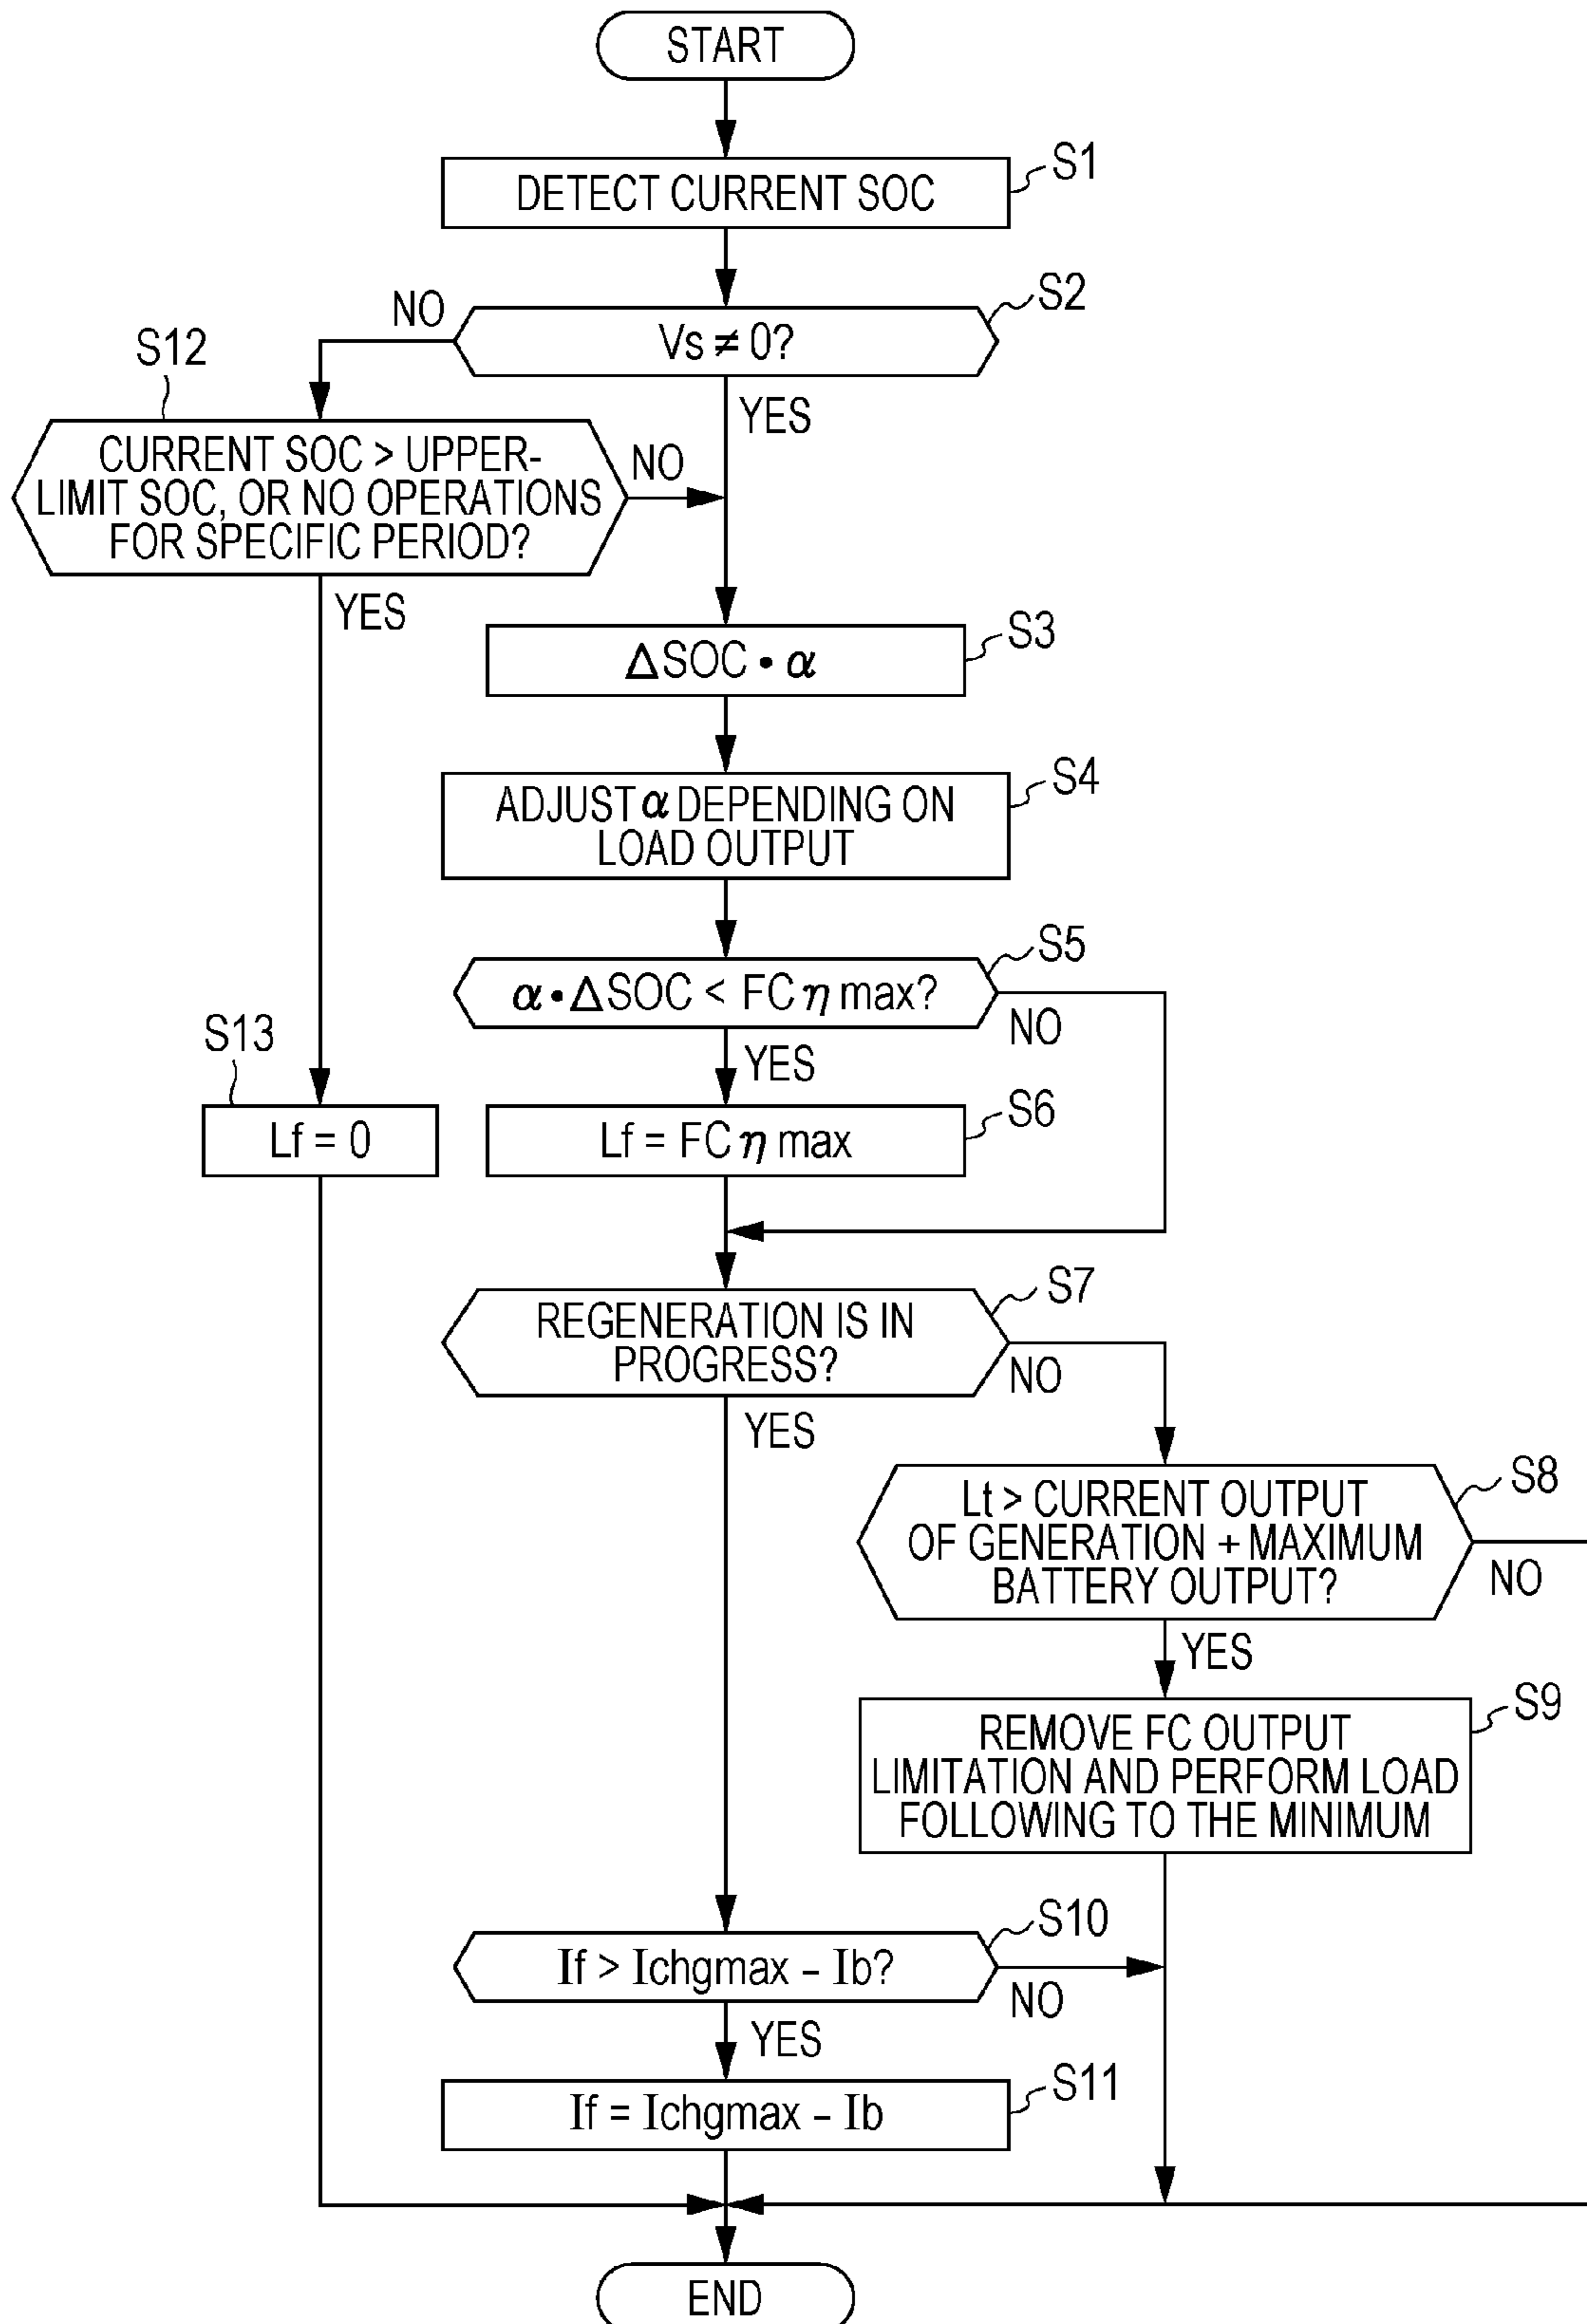 START
S1
DETECT CURRENT SOC
S2
NO
Vs ≠ 0?
S12
YES
CURRENT SOC > UPPER-
LIMIT SOC, OR NO OPERATIONS
FOR SPECIFIC PERIOD?
NO
YES
S3
ΔSOC • α
S4
ADJUST α DEPENDING ON
LOAD OUTPUT
S5
α • ΔSOC < FC η max?
NO
YES
S13
Lf = 0
S6
Lf = FC η max
S7
REGENERATION IS IN
PROGRESS?
NO
YES
S8
Lt > CURRENT OUTPUT
OF GENERATION + MAXIMUM
BATTERY OUTPUT?
NO
YES
S9
REMOVE FC OUTPUT
LIMITATION AND PERFORM LOAD
FOLLOWING TO THE MINIMUM
S10
If > Ichgmax – Ib?
NO
YES
S11
If = Ichgmax – Ib
END